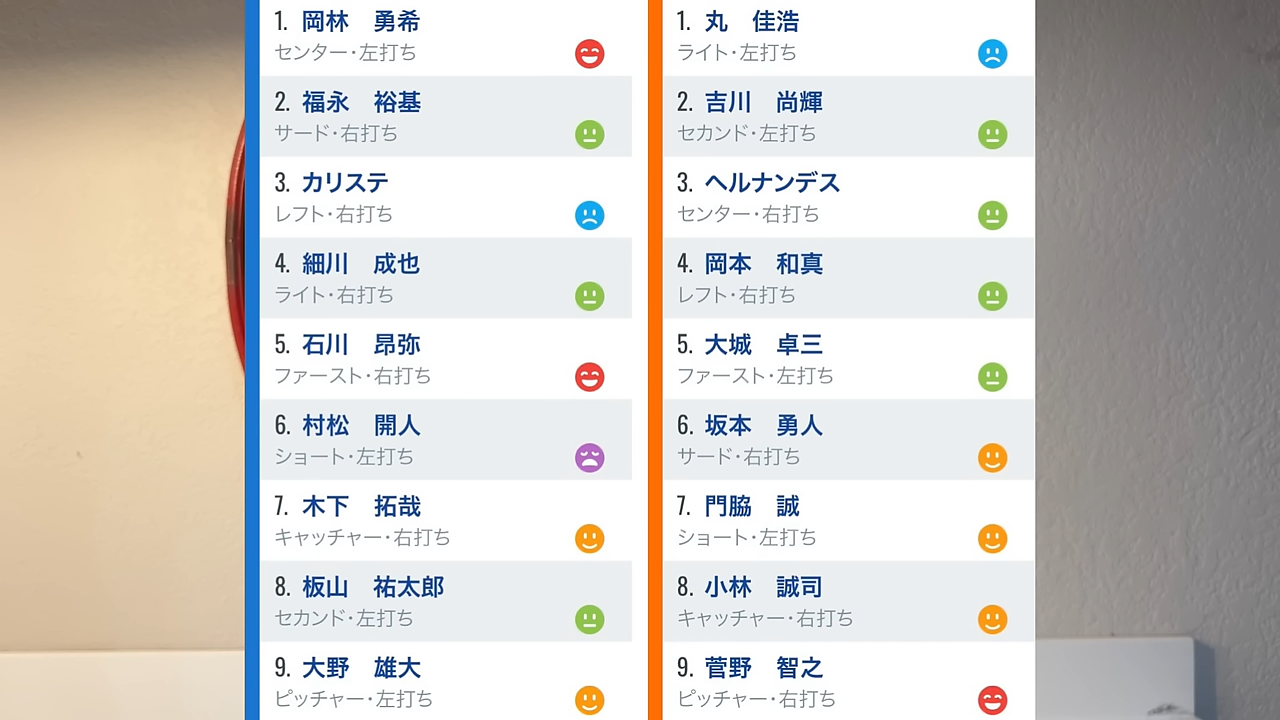 1. 岡林　勇希
センター・左打ち
2. 福永　裕基
サード・右打ち
3. カリステ
レフト・右打ち
4. 細川　成也
ライト・右打ち
5. 石川　昂弥
ファースト・右打ち
6. 村松　開人
ショート・左打ち
7. 木下　拓哉
キャッチャー・右打ち
8. 板山　祐太郎
セカンド・左打ち
9. 大野　雄大
ピッチャー・左打ち
1. 丸　佳浩
ライト・左打ち
2. 吉川　尚輝
セカンド・左打ち
3. ヘルナンデス
センター・右打ち
4. 岡本　和真
レフト・右打ち
5. 大城　卓三
ファースト・左打ち
6. 坂本　勇人
サード・右打ち
7. 門脇　誠
ショート・左打ち
8. 小林　誠司
キャッチャー・右打ち
9. 菅野　智之
ピッチャー・右打ち